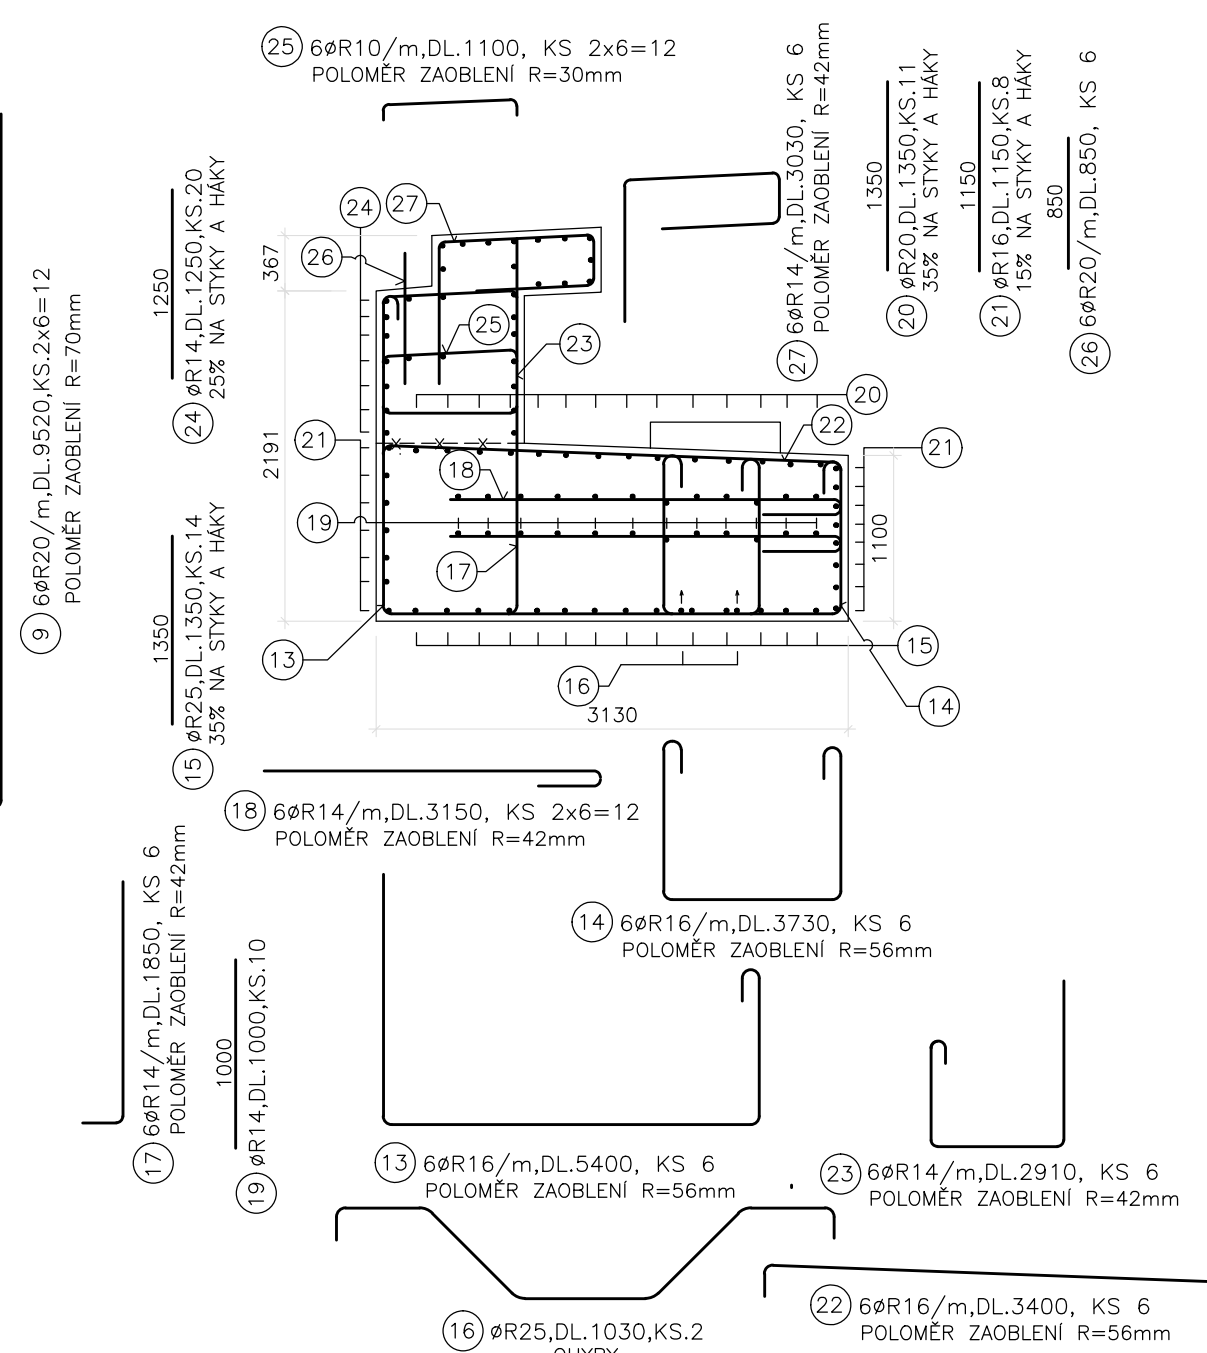 25 6øR10/m,DL.1100, KS 2x6=12
POLOMĚR ZAOBLENÍ R=30mm
27 6øR14/m,DL.3030, KS 6
POLOMĚR ZAOBLENÍ R=42mm
1350
20 øR20,DL.1350,KS.11
35% NA STYKY A HÁKY
1150
21 øR16,DL.1150,KS.8
15% NA STYKY A HÁKY
850
26 6øR20/m,DL.850, KS 6
9 6øR20/m,DL.9520,KS.2x6=12
POLOMĚR ZAOBLENÍ R=70mm
1250
24 øR14,DL.1250,KS.20
25% NA STYKY A HÁKY
1350
15 øR25,DL.1350,KS.14
35% NA STYKY A HÁKY
24
27
26
367
25
23
20
22
21
21
2191
18
19
17
1100
13
15
16
14
3130
18 6øR14/m,DL.3150, KS 2x6=12
POLOMĚR ZAOBLENÍ R=42mm
14 6øR16/m,DL.3730, KS 6
POLOMĚR ZAOBLENÍ R=56mm
17 6øR14/m,DL.1850, KS 6
POLOMĚR ZAOBLENÍ R=42mm
1000
19 øR14,DL.1000,KS.10
13 6øR16/m,DL.5400, KS 6
POLOMĚR ZAOBLENÍ R=56mm
23 6øR14/m,DL.2910, KS 6
POLOMĚR ZAOBLENÍ R=42mm
22 6øR16/m,DL.3400, KS 6
POLOMĚR ZAOBLENÍ R=56mm
16 øR25,DL.1030,KS.2